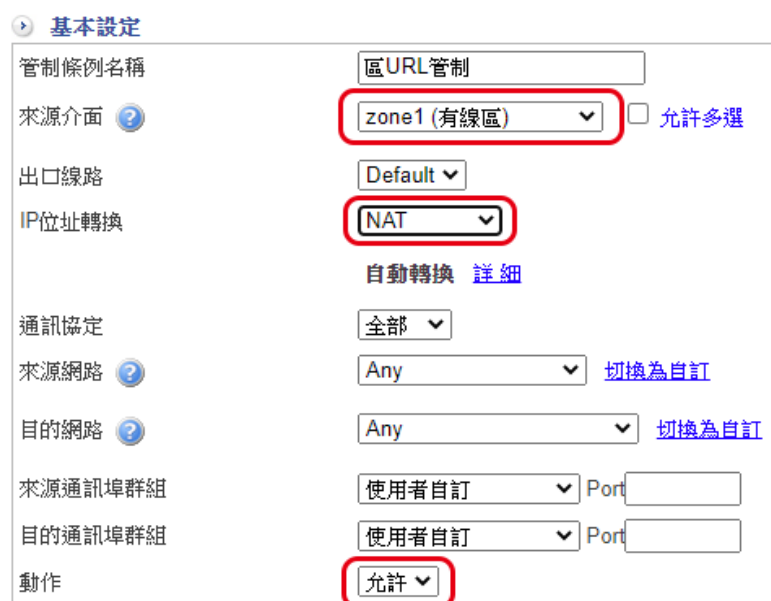 基本設定
管制條例名稱 區URL管制
來源介面 zone1 (有線區) 允許多選
出口線路 Default
IP位址轉換 NAT
自動轉換 詳細
通訊協定 全部
來源網路 Any 切換為自訂
目的網路 Any 切換為自訂
來源通訊埠群組 使用者自訂 Port
目的通訊埠群組 使用者自訂 Port
動作 允許